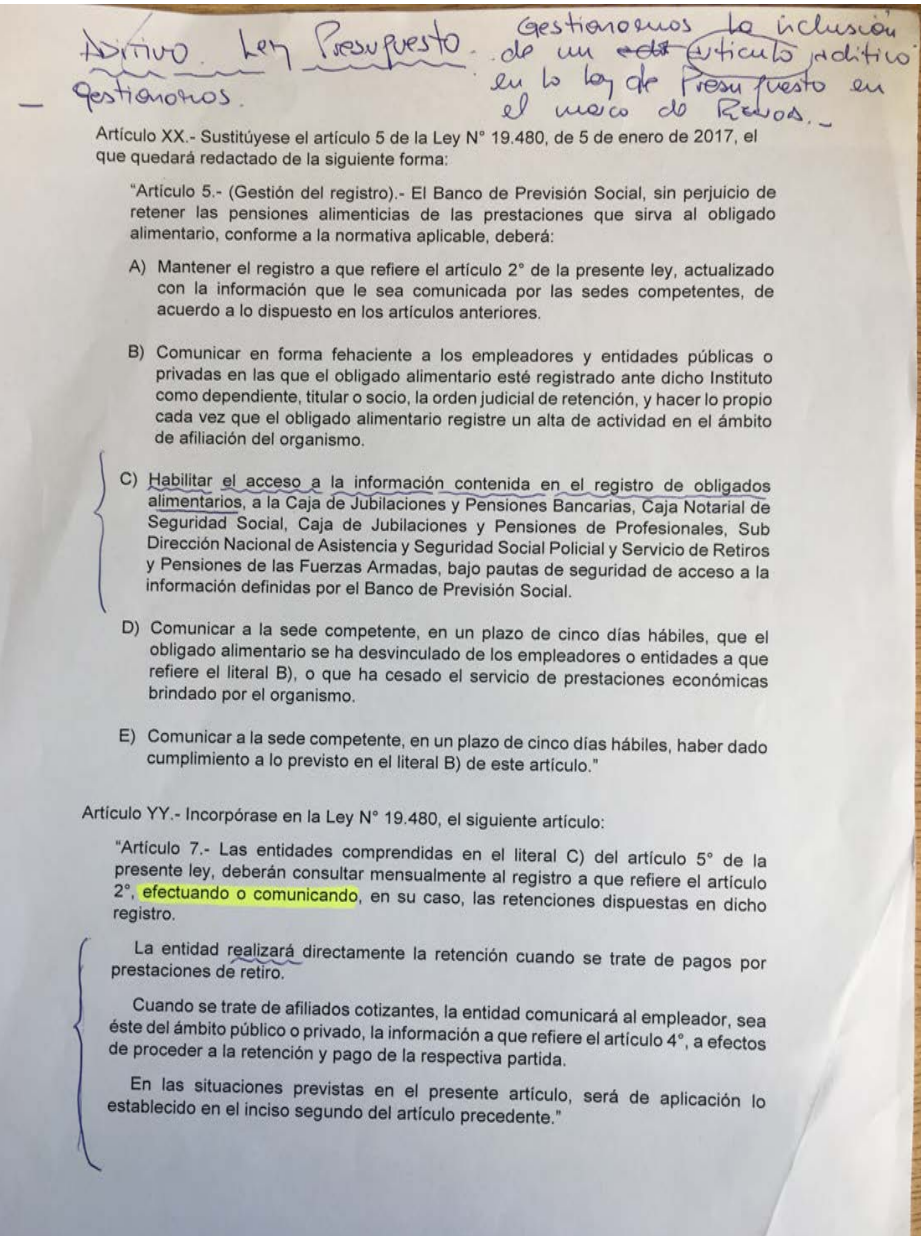 Aditivo Ley Presupuesto.
gestionamos.
Gestionamos la inclusión
de un artículo aditivo
en la ley de Presupuesto en
el marco de
Artículo XX.- Sustitúyese el artículo 5 de la Ley N° 19.480, de 5 de enero de 2017, el
que quedará redactado de la siguiente forma:
“Artículo 5.- (Gestión del registro).- El Banco de Previsión Social, sin perjuicio de
retener las pensiones alimenticias de las prestaciones que sirva al obligado
alimentario, conforme a la normativa aplicable, deberá:
A) Mantener el registro a que refiere el artículo 2° de la presente ley, actualizado
con la información que le sea comunicada por las sedes competentes, de
acuerdo a lo dispuesto en los artículos anteriores.
B) Comunicar en forma fehaciente a los empleadores y entidades públicas o
privadas en las que el obligado alimentario esté registrado ante dicho Instituto
como dependiente, titular o socio, la orden judicial de retención, y hacer lo propio
cada vez que el obligado alimentario registre un alta de actividad en el ámbito
de afiliación del organismo.
C) Habilitar el acceso a la información contenida en el registro de obligados
alimentarios, a la Caja de Jubilaciones y Pensiones Bancarias, Caja Notarial de
Seguridad Social, Caja de Jubilaciones y Pensiones de Profesionales, Sub
Dirección Nacional de Asistencia y Seguridad Social Policial y Servicio de Retiros
y Pensiones de las Fuerzas Armadas, bajo pautas de seguridad de acceso a la
información definidas por el Banco de Previsión Social.
D) Comunicar a la sede competente, en un plazo de cinco días hábiles, que el
obligado alimentario se ha desvinculado de los empleadores o entidades a que
refiere el literal B), o que ha cesado el servicio de prestaciones económicas
brindado por el organismo.
E) Comunicar a la sede competente, en un plazo de cinco días hábiles, haber dado
cumplimiento a lo previsto en el literal B) de este artículo."
Artículo YY.- Incorpórase en la Ley N° 19.480, el siguiente artículo:
“Artículo 7.- Las entidades comprendidas en el literal C) del artículo 5° de la
presente ley, deberán consultar mensualmente al registro a que refiere el artículo
2°, efectuando o comunicando, en su caso, las retenciones dispuestas en dicho
registro.
La entidad realizará directamente la retención cuando se trate de pagos por
prestaciones de retiro.
Cuando se trate de afiliados cotizantes, la entidad comunicará al empleador, sea
éste del ámbito público o privado, la información a que refiere el artículo 4°, a efectos
de proceder a la retención y pago de la respectiva partida.
En las situaciones previstas en el presente artículo, será de aplicación lo
establecido en el inciso segundo del artículo precedente."